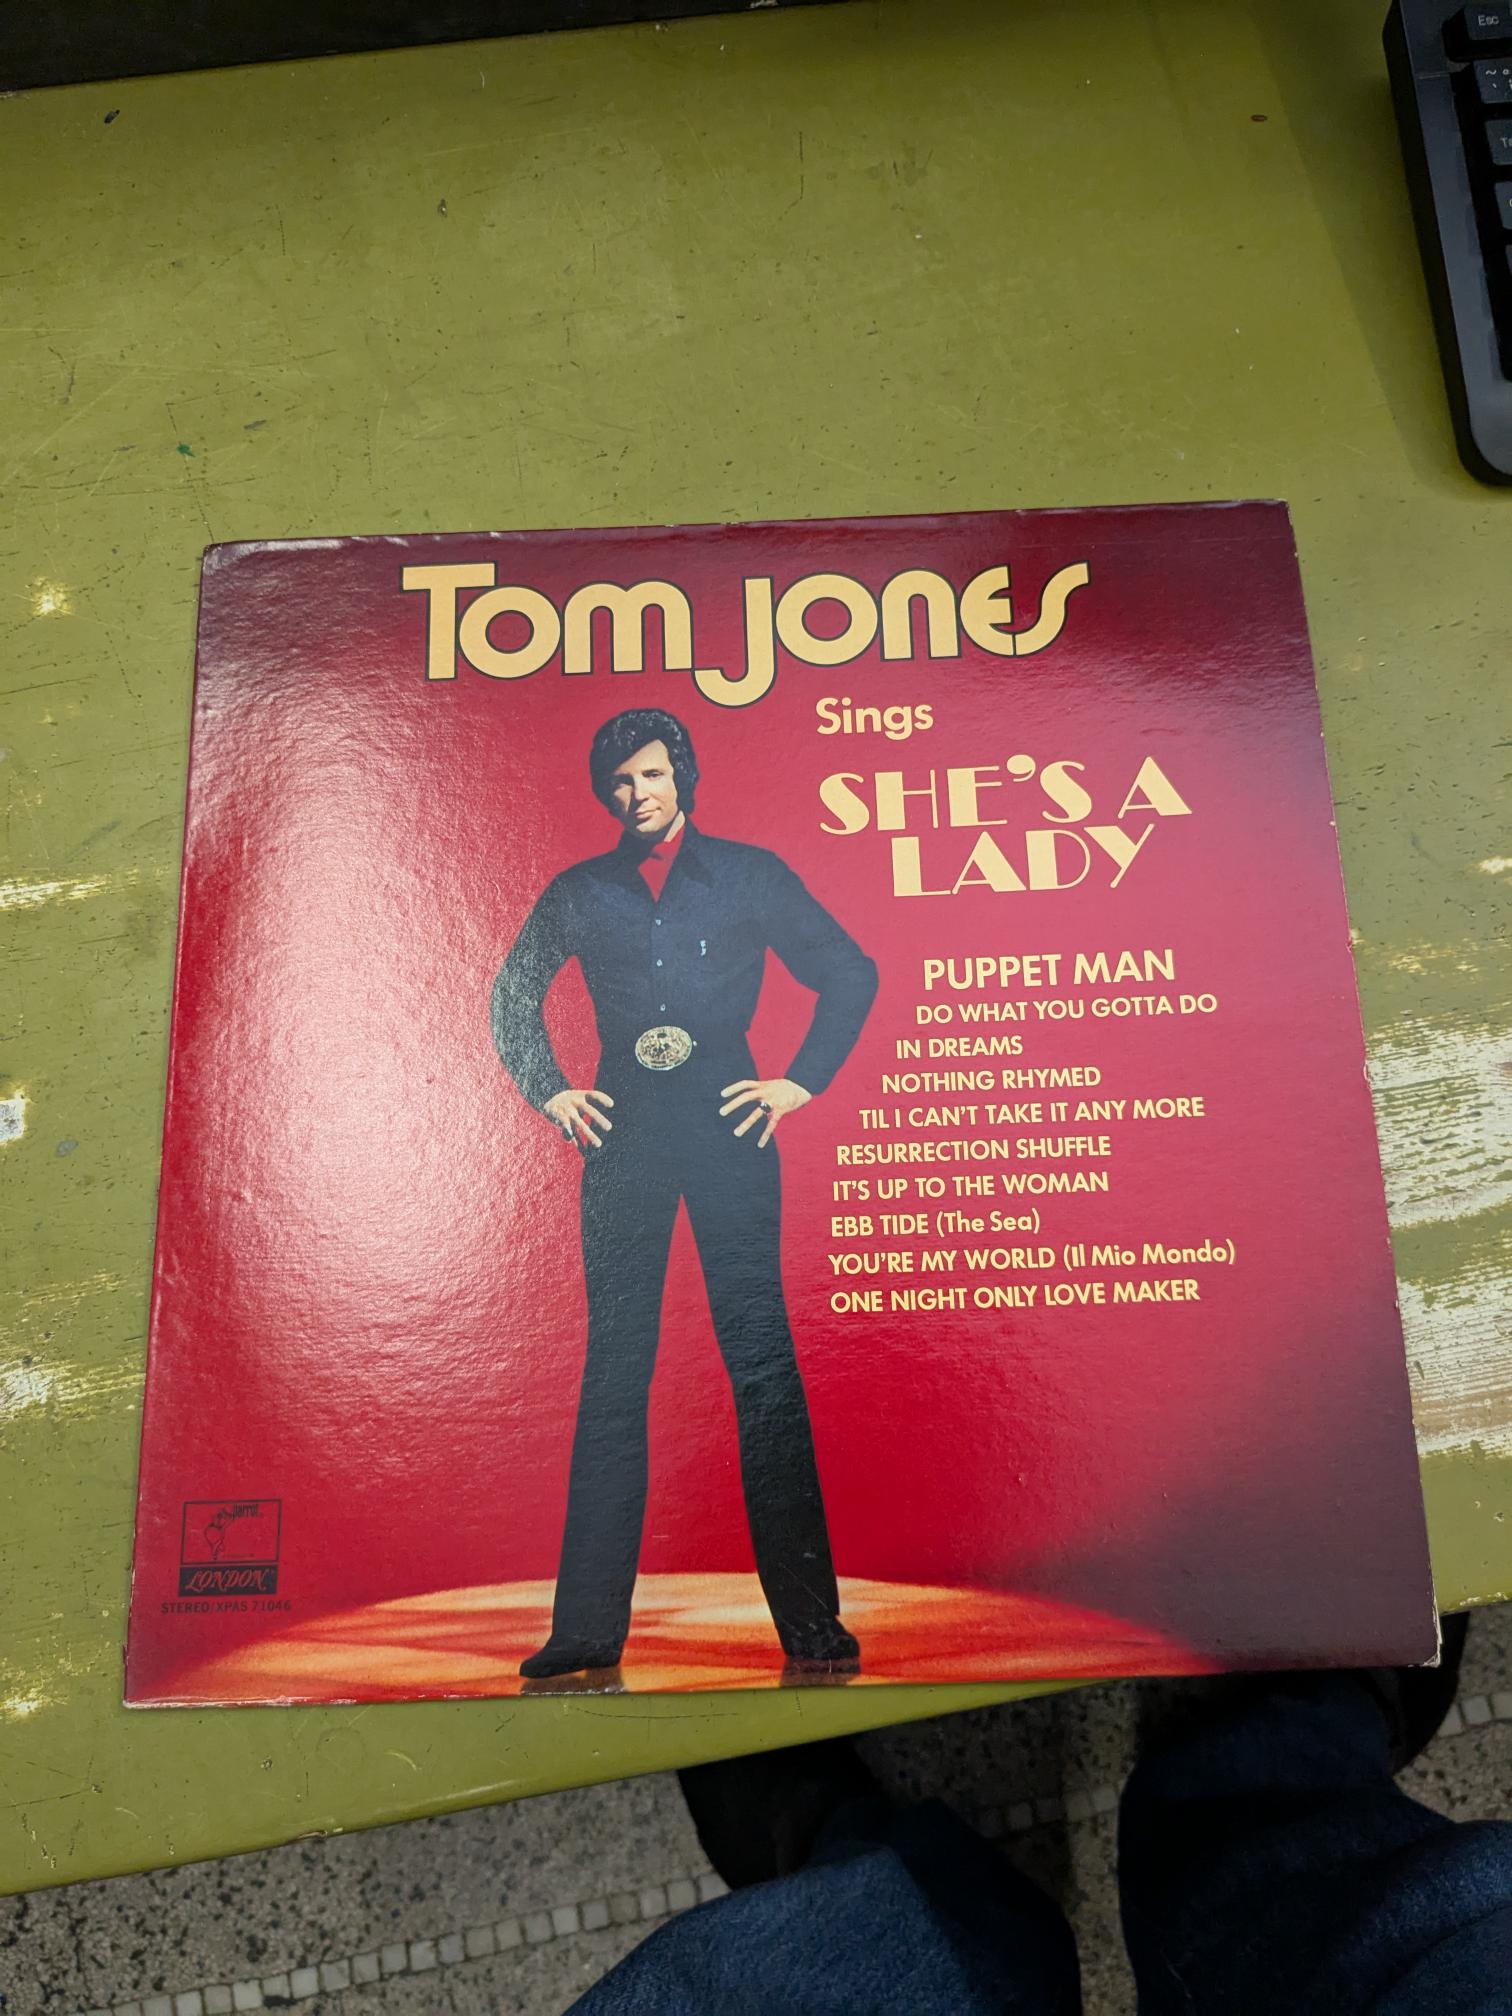 Esc
Tom Jones
Sings
SHE'S A
LADY
PUPPET MAN
DO WHAT YOU GOTTA DO
IN DREAMS
NOTHING RHYMED
TIL I CAN'T TAKE IT ANY MORE
RESURRECTION SHUFFLE
IT'S UP TO THE WOMAN
EBB TIDE (The Sea)
YOU'RE MY WORLD (Il Mio Mondo)
ONE NIGHT ONLY LOVE MAKER
parrot
LONDON
STEREO/XPAS 71046